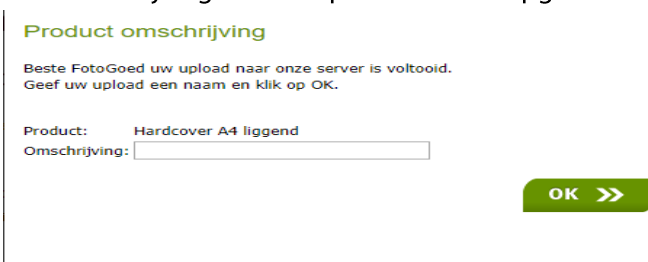 Product omschrijving
Beste FotoGoed uw upload naar onze server is voltooid.
Geef uw upload een naam en klik op OK.
Product: Hardcover A4 liggend
Omschrijving:
OK